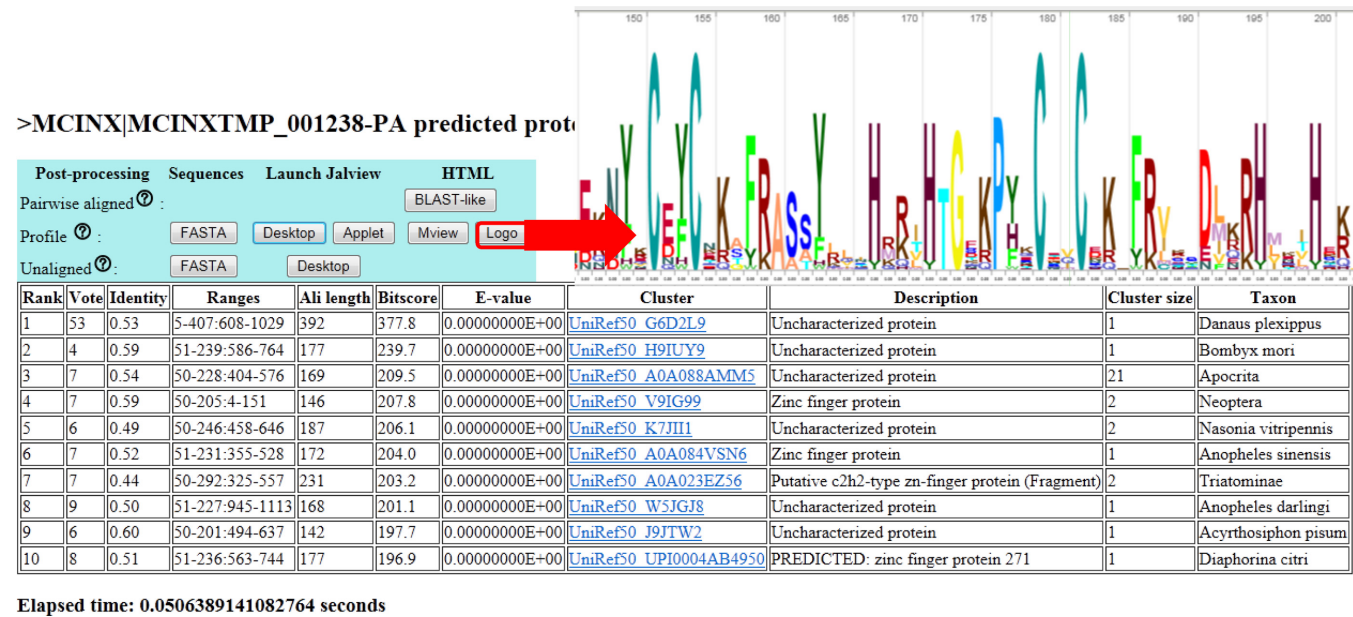 150 155 160 165 170 175 180 185 190 195 200
>MCINX|MCINXTMP_001238-PA predicted prote
Post-processing Sequences Launch Jalview HTML
Pairwise aligned ? : BLAST-like
Profile ? : FASTA Desktop Applet Mview Logo
Unaligned ? : FASTA Desktop
Rank Vote Identity Ranges Ali length Bitscore E-value Cluster Description Cluster size Taxon
1 53 0.53 5-407:608-1029 392 377.8 0.00000000E+00 UniRef50_G6D2L9 Uncharacterized protein 1 Danaus plexippus
2 4 0.59 51-239:586-764 177 239.7 0.00000000E+00 UniRef50_H9IUY9 Uncharacterized protein 1 Bombyx mori
3 7 0.54 50-228:404-576 169 209.5 0.00000000E+00 UniRef50_A0A088AMM5 Uncharacterized protein 21 Apocrita
4 7 0.59 50-205:4-151 146 207.8 0.00000000E+00 UniRef50_V9IG99 Zinc finger protein 2 Neoptera
5 6 0.49 50-246:458-646 187 206.1 0.00000000E+00 UniRef50_K7JII1 Uncharacterized protein 2 Nasonia vitripennis
6 7 0.52 51-231:355-528 172 204.0 0.00000000E+00 UniRef50_A0A084VSN6 Zinc finger protein 1 Anopheles sinensis
7 7 0.44 50-292:325-557 231 203.2 0.00000000E+00 UniRef50_A0A023EZ56 Putative c2h2-type zn-finger protein (Fragment) 2 Triatominae
8 9 0.50 51-227:945-1113 168 201.1 0.00000000E+00 UniRef50_W5JGJ8 Uncharacterized protein 1 Anopheles darlingi
9 6 0.60 50-201:494-637 142 197.7 0.00000000E+00 UniRef50_J9JTW2 Uncharacterized protein 1 Acyrthosiphon pisum
10 8 0.51 51-236:563-744 177 196.9 0.00000000E+00 UniRef50_UPI0004AB4950 PREDICTED: zinc finger protein 271 1 Diaphorina citri
Elapsed time: 0.0506389141082764 seconds